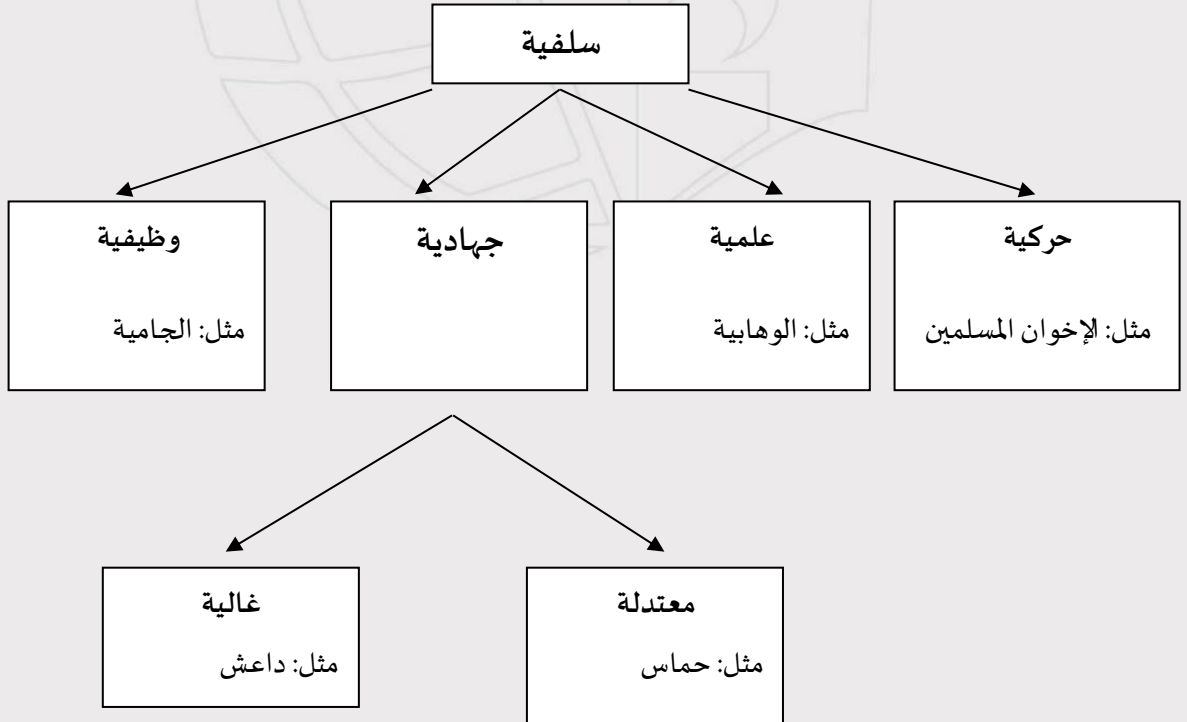 سلفية
حركية
مثل: الإخوان المسلمين
علمية
مثل: الوهابية
جهادية
وظيفية
مثل: الجامية
معتدلة
مثل: حماس
غالية
مثل: داعش